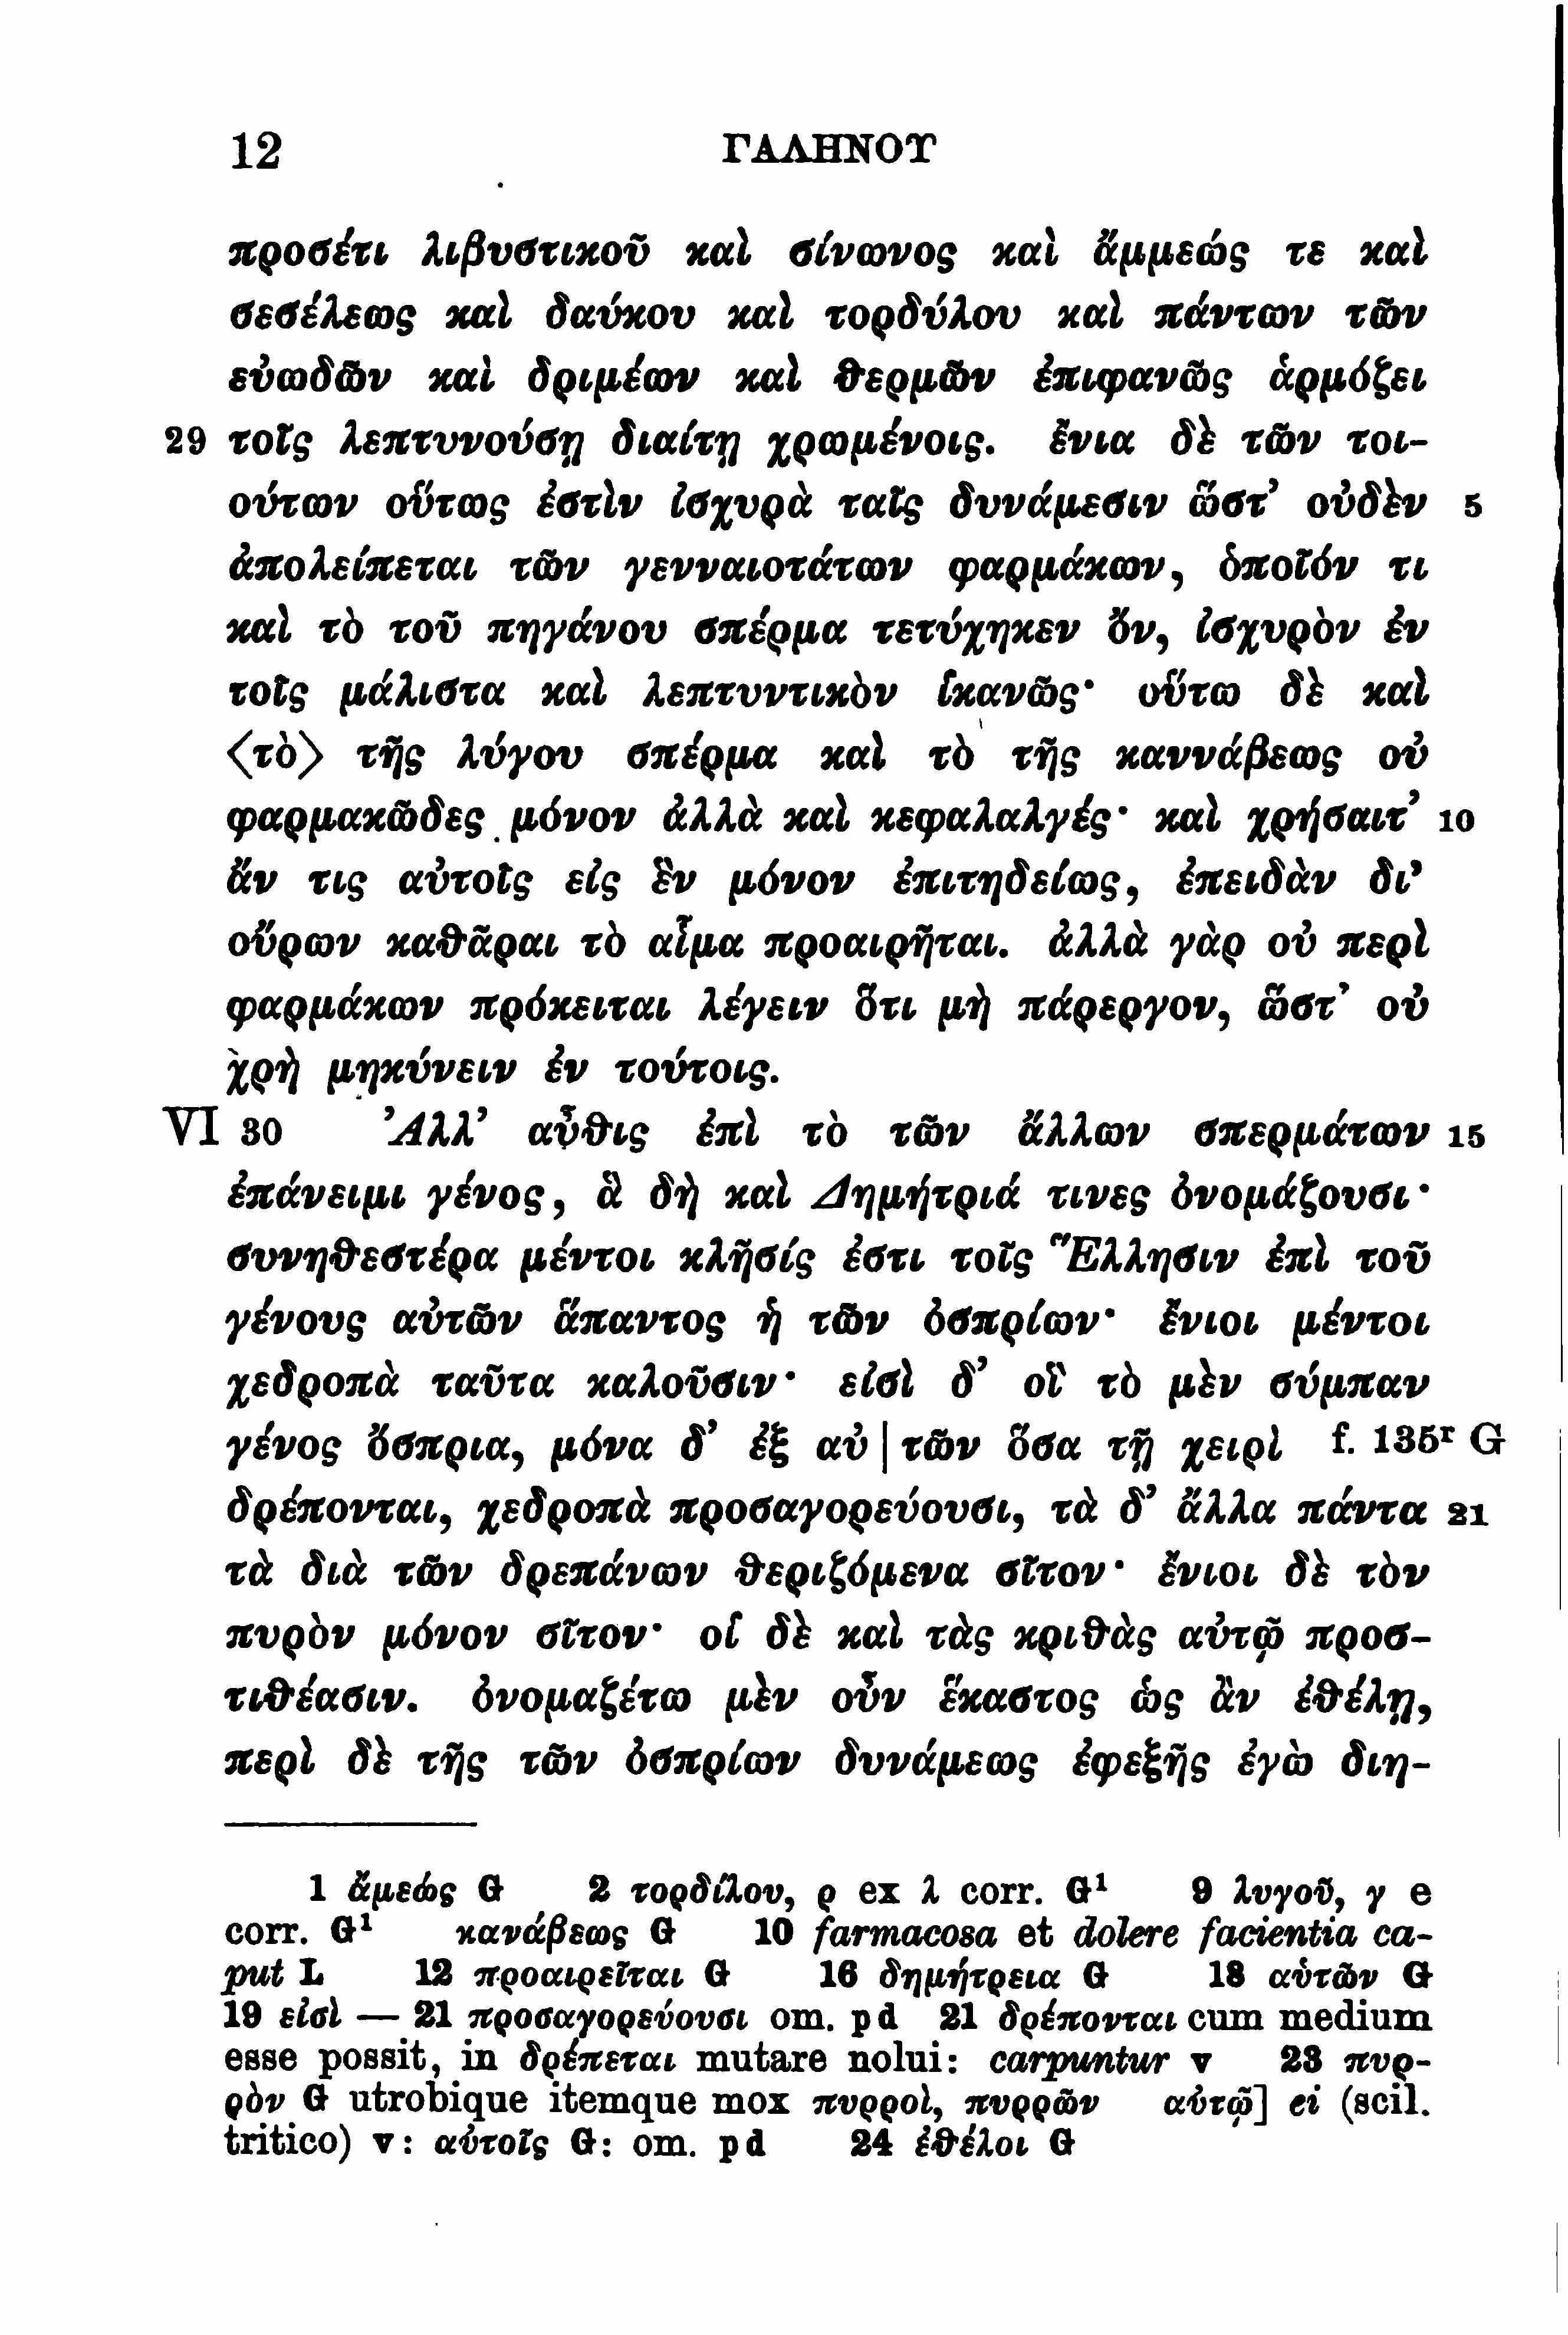 12 ΓΑΛΗΝΟΥ
προσέτι λιβυστικοῦ καὶ σίνωνος καὶ ἄμμεώς τε καὶ
σεσέλεως καὶ δαύκου καὶ τορδύλου καὶ πάντων τῶν
εὐωδῶν καὶ δριμέων καὶ θερμῶν ἐπιφανῶς ἁρμόζει
29 τοῖς λεπτυνούσῃ διαίτῃ χρωμένοις. ἔνια δὲ τῶν τοι-
ούτων οὕτως ἐστὶν ἰσχυρὰ ταῖς δυνάμεσιν ὥστ’ οὐδὲν 5
ἀπολείπεται τῶν γενναιοτάτων φαρμάκων, ὁποῖόν τι
καὶ τὸ τοῦ πηγάνου σπέρμα τετύχηκεν ὄν, ἰσχυρὸν ἐν
τοῖς μάλιστα καὶ λεπτυντικὸν ἱκανῶς· οὕτω δὲ καὶ
⟨τὸ⟩ τῆς λύγου σπέρμα καὶ τὸ τῆς καννάβεως οὐ
φαρμακῶδες μόνον ἀλλὰ καὶ κεφαλαλγές· καὶ χρήσαιτ’ 10
ἄν τις αὐτοῖς εἰς ἓν μόνον ἐπιτηδείως, ἐπειδὰν δι’
οὔρων καθᾶραι τὸ αἷμα προαιρῆται. ἀλλὰ γὰρ οὐ περὶ
φαρμάκων πρόκειται λέγειν ὅτι μὴ πάρεργον, ὥστ’ οὐ
χρὴ μηκύνειν ἐν τούτοις.
VI 30 Ἀλλ’ αὖθις ἐπὶ τὸ τῶν ἄλλων σπερμάτων 15
ἐπάνειμι γένος, ἃ δὴ καὶ Δημήτριά τινες ὀνομάζουσι·
συνηθεστέρα μέντοι κλῆσίς ἐστι τοῖς Ἕλλησιν ἐπὶ τοῦ
γένους αὐτῶν ἅπαντος ἡ τῶν ὀσπρίων· ἔνιοι μέντοι
χεδροπὰ ταῦτα καλοῦσιν· εἰσὶ δ’ οἳ τὸ μὲν σύμπαν
γένος ὄσπρια, μόνα δ’ ἐξ αὐ|τῶν ὅσα τῇ χειρὶ f. 135r G
δρέπονται, χεδροπὰ προσαγορεύουσι, τὰ δ’ ἄλλα πάντα 21
τὰ διὰ τῶν δρεπάνων θεριζόμενα σῖτον· ἔνιοι δὲ τὸν
πυρὸν μόνον σῖτον· οἱ δὲ καὶ τὰς κριθὰς αὐτῷ προσ-
τιθέασιν. ὀνομαζέτω μὲν οὖν ἕκαστος ὡς ἂν ἐθέλῃ,
περὶ δὲ τῆς τῶν ὀσπρίων δυνάμεως ἐφεξῆς ἐγὼ διη-
1 ἄμεώς G 2 τορδίλου, ρ ex λ corr. G¹ 9 λυγοῦ, γ e
corr. G¹ κανάβεως G 10 farmacosa et dolere facientia ca-
put L 12 προαιρεῖται G 16 δημήτρεια G 18 αὑτῶν G
19 εἰσὶ — 21 προσαγορεύουσι om. pd 21 δρέπονται cum medium
esse possit, in δρέπεται mutare nolui: carpuntur v 23 πυρ-
ρὸν G utrobique itemque mox πυρροὶ, πυρρῶν αὐτῷ] ei (scil.
tritico) v: αὐτοῖς G: om. pd 24 ἐθέλοι G